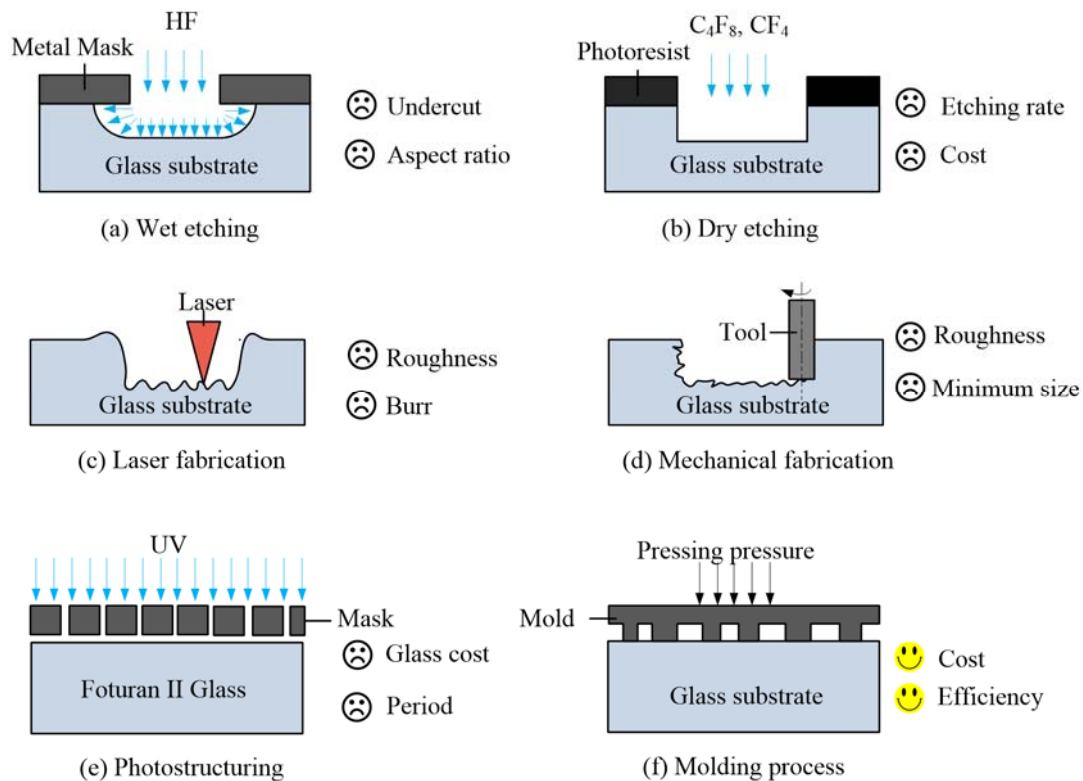 HF
Metal Mask
Undercut
Aspect ratio
Glass substrate
(a) Wet etching
C₄F₈, CF₄
Photoresist
Etching rate
Cost
Glass substrate
(b) Dry etching
Laser
Roughness
Burr
Glass substrate
(c) Laser fabrication
Tool
Roughness
Minimum size
Glass substrate
(d) Mechanical fabrication
UV
Mask
Glass cost
Foturan II Glass
Period
(e) Photostructuring
Pressing pressure
Mold
Cost
Glass substrate
Efficiency
(f) Molding process